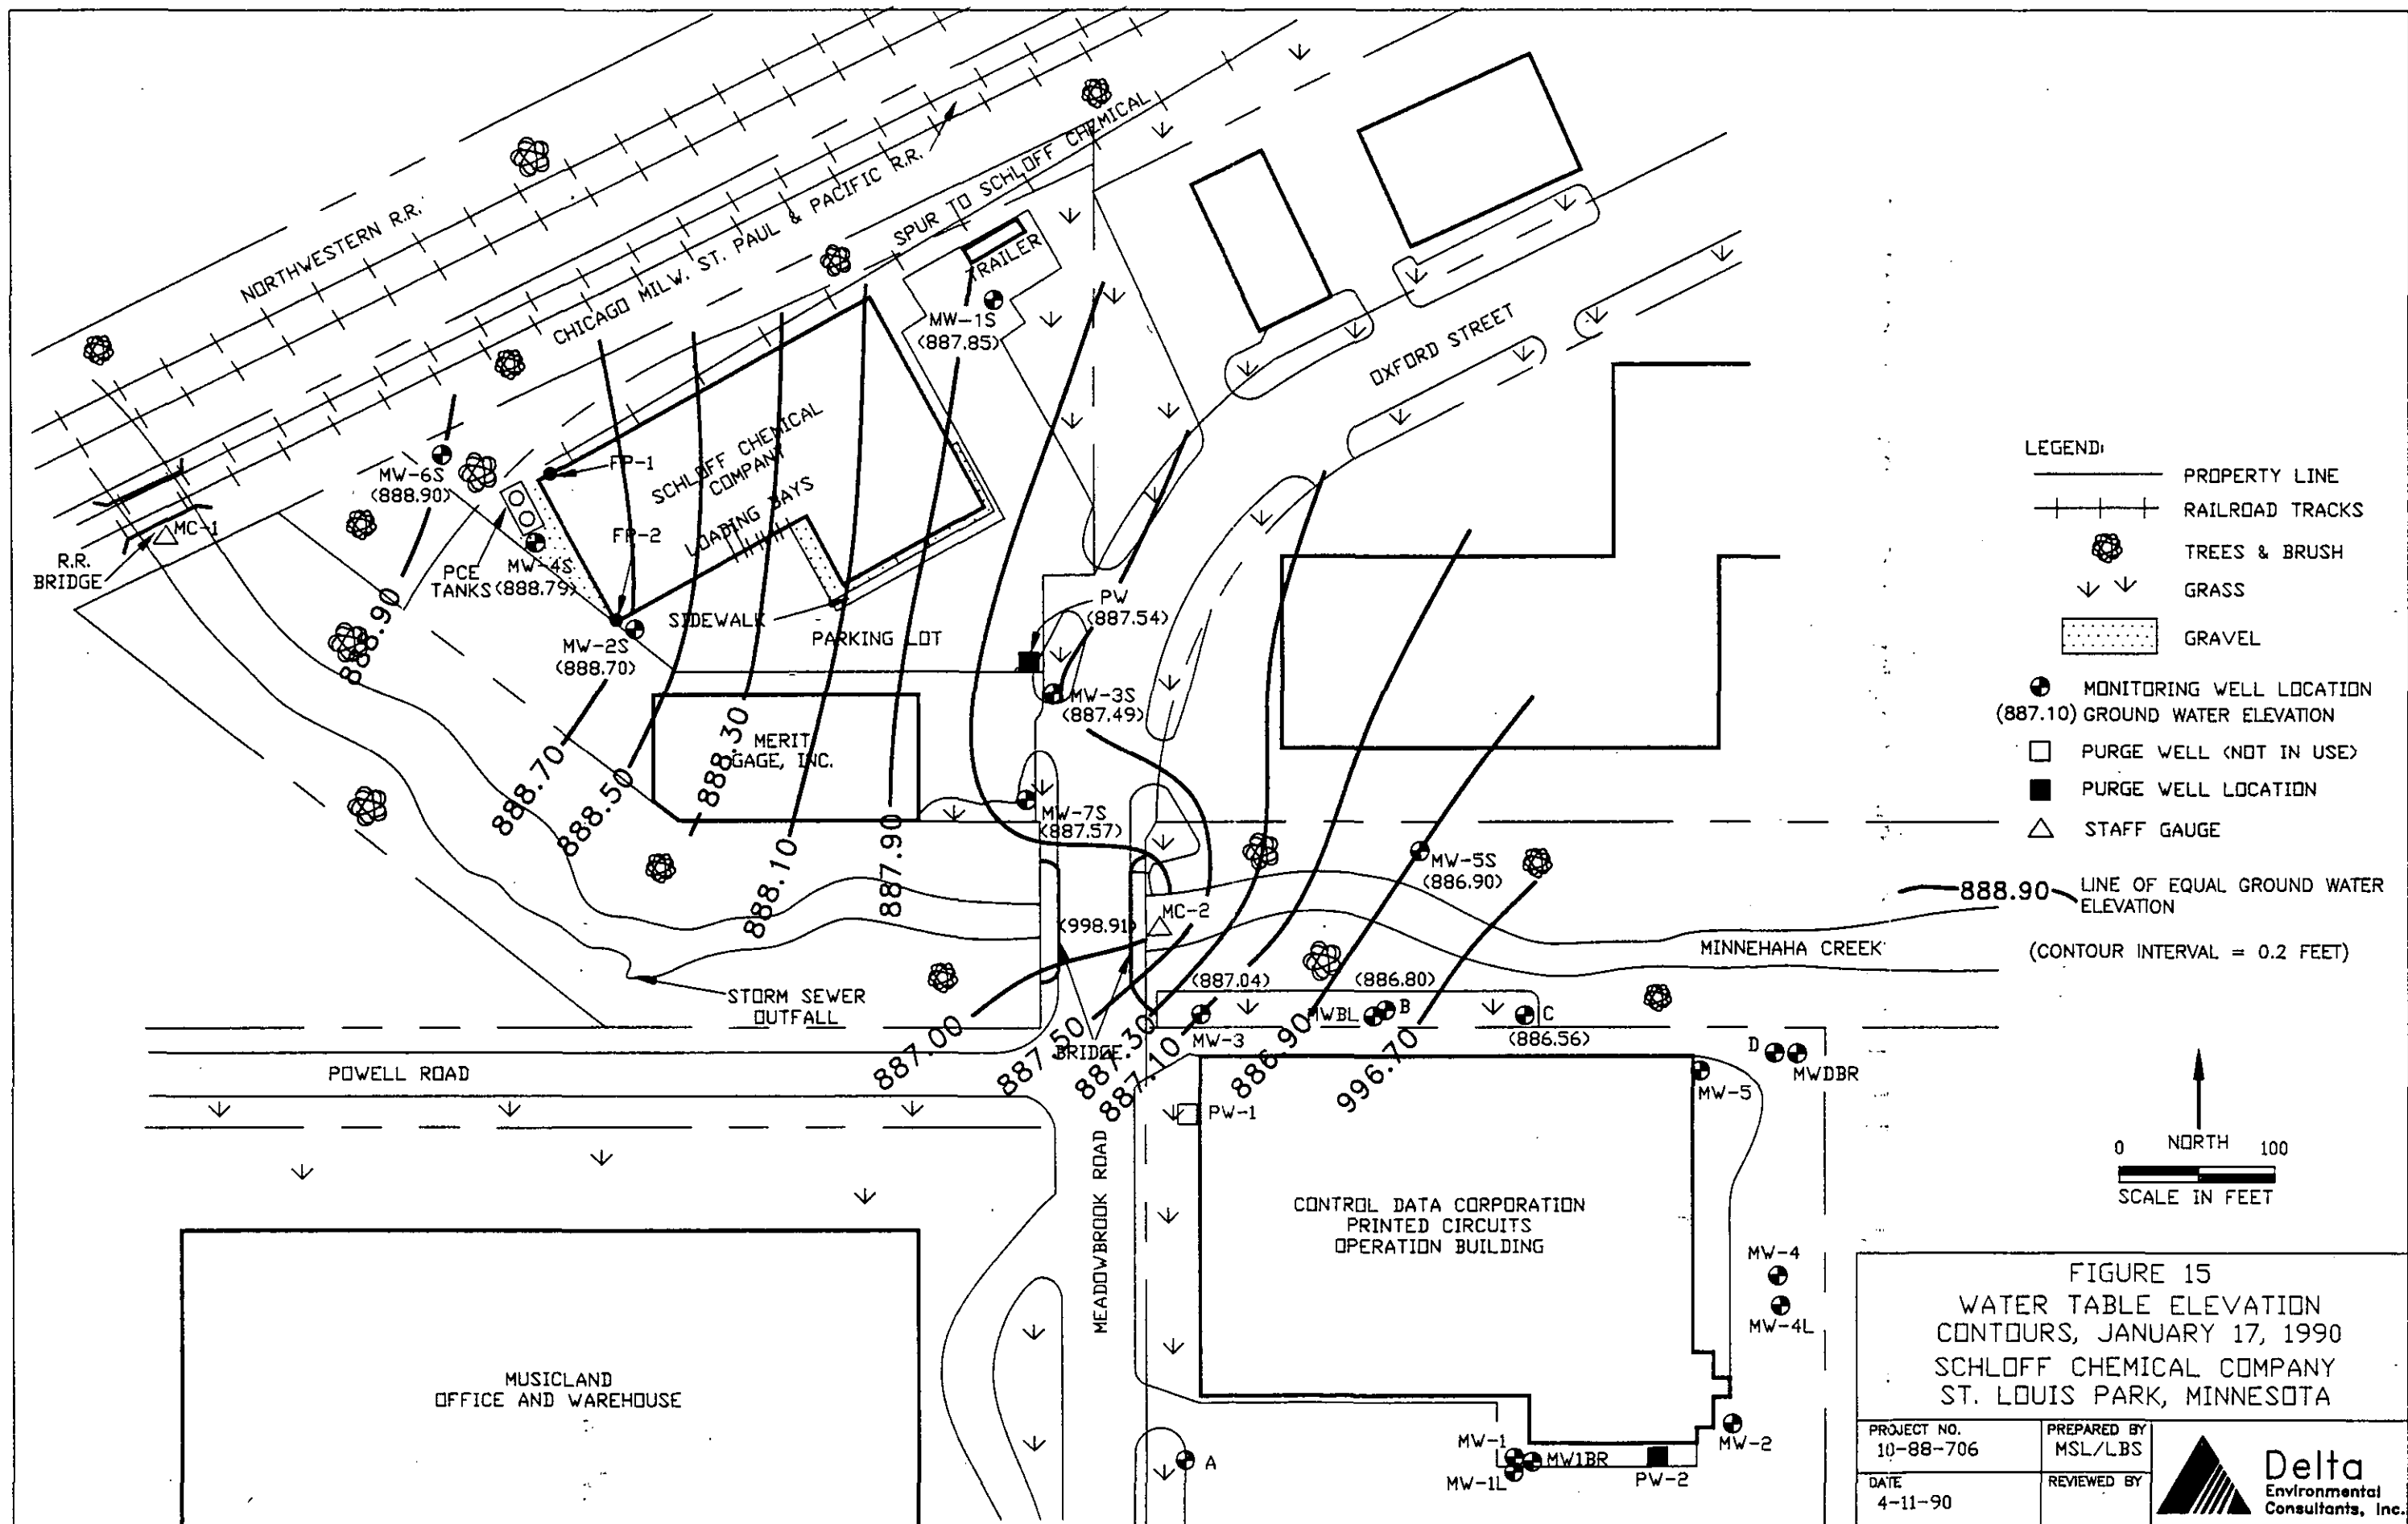 NORTHWESTERN R.R.
CHICAGO MILW. ST. PAUL & PACIFIC R.R.
SPUR TO SCHLOFF CHEMICAL
TRAILER
MW-1S
(887.85)
OXFORD STREET
MW-6S
(888.90)
MC-1
R.R.
BRIDGE
PCE
TANKS
MW-4S
(888.79)
FP-1
FP-2
SCHLOFF CHEMICAL
COMPANY
LOADING BAYS
SIDEWALK
PARKING LOT
MW-2S
(888.70)
PW
(887.54)
MW-3S
(887.49)
MERIT
GAGE, INC.
MW-7S
(887.57)
888.90
888.70
888.50
888.30
888.10
887.90
MW-5S
(886.90)
MC-2
(998.91)
MINNEHAHA CREEK
STORM SEWER
OUTFALL
(887.04)
(886.80)
MWBL
B
C
(886.56)
MW-3
BRIDGE
887.00
887.50
887.30
887.10
886.90
996.70
D
MWDBR
MW-5
POWELL ROAD
PW-1
MEADOWBROOK ROAD
CONTROL DATA CORPORATION
PRINTED CIRCUITS
OPERATION BUILDING
MW-4
MW-4L
MW-2
MUSICLAND
OFFICE AND WAREHOUSE
A
MW-1
MW1BR
MW-1L
PW-2
LEGEND:
PROPERTY LINE
RAILROAD TRACKS
TREES & BRUSH
GRASS
GRAVEL
MONITORING WELL LOCATION
(887.10) GROUND WATER ELEVATION
PURGE WELL (NOT IN USE)
PURGE WELL LOCATION
STAFF GAUGE
888.90 LINE OF EQUAL GROUND WATER
ELEVATION
(CONTOUR INTERVAL = 0.2 FEET)
0 NORTH 100
SCALE IN FEET
FIGURE 15
WATER TABLE ELEVATION
CONTOURS, JANUARY 17, 1990
SCHLOFF CHEMICAL COMPANY
ST. LOUIS PARK, MINNESOTA
PROJECT NO.
10-88-706
PREPARED BY
MSL/LBS
DATE
4-11-90
REVIEWED BY
Delta
Environmental
Consultants, Inc.